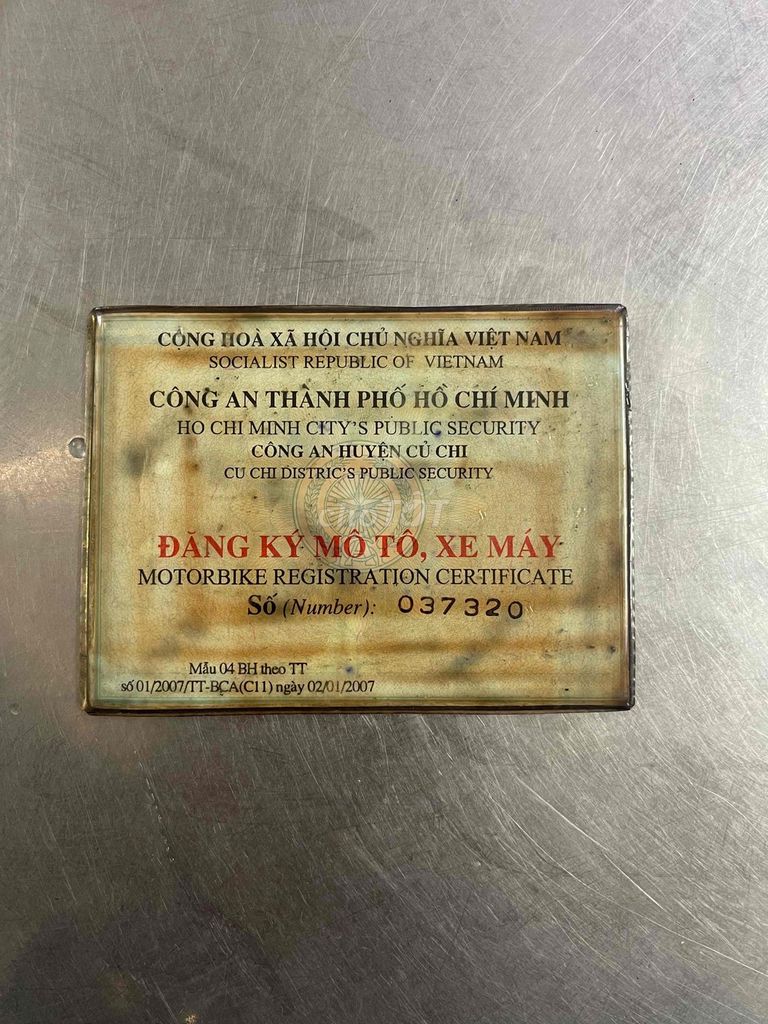 CỘNG HOÀ XÃ HỘI CHỦ NGHĨA VIỆT NAM
SOCIALIST REPUBLIC OF VIETNAM
CÔNG AN THÀNH PHỐ HỒ CHÍ MINH
HO CHI MINH CITY'S PUBLIC SECURITY
CÔNG AN HUYỆN CỦ CHI
CU CHI DISTRIC'S PUBLIC SECURITY
ĐĂNG KÝ MÔ TÔ, XE MÁY
MOTORBIKE REGISTRATION CERTIFICATE
Số (Number): 037320
Mẫu 04 BH theo TT
số 01/2007/TT-BCA(C11) ngày 02/01/2007